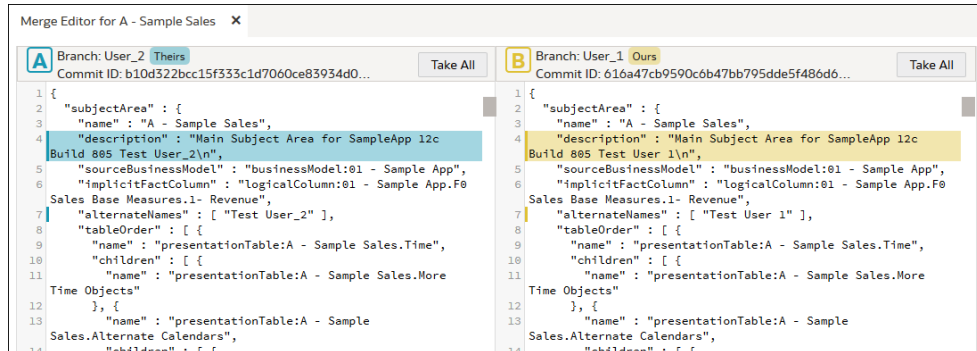 Merge Editor for A - Sample Sales ✕
A
Branch: User_2 Theirs
Commit ID: b10d322bcc15f333c1d7060ce83934d0...
Take All
1 {
2 "subjectArea" : {
3 "name" : "A - Sample Sales",
4 "description" : "Main Subject Area for SampleApp 12c
Build 805 Test User_2\n",
5 "sourceBusinessModel" : "businessModel:01 - Sample App",
6 "implicitFactColumn" : "logicalColumn:01 - Sample App.F0
Sales Base Measures.1- Revenue",
7 "alternateNames" : [ "Test User_2" ],
8 "tableOrder" : [ {
9 "name" : "presentationTable:A - Sample Sales.Time",
10 "children" : [ {
11 "name" : "presentationTable:A - Sample Sales.More
Time Objects"
12 }, {
13 "name" : "presentationTable:A - Sample
Sales.Alternate Calendars",
14 "children" : [ {
B
Branch: User_1 Ours
Commit ID: 616a47cb9590c6b47bb795dde5f486d6...
Take All
1 {
2 "subjectArea" : {
3 "name" : "A - Sample Sales",
4 "description" : "Main Subject Area for SampleApp 12c
Build 805 Test User 1\n",
5 "sourceBusinessModel" : "businessModel:01 - Sample App",
6 "implicitFactColumn" : "logicalColumn:01 - Sample App.F0
Sales Base Measures.1- Revenue",
7 "alternateNames" : [ "Test User 1" ],
8 "tableOrder" : [ {
9 "name" : "presentationTable:A - Sample Sales.Time",
10 "children" : [ {
11 "name" : "presentationTable:A - Sample Sales.More
Time Objects"
12 }, {
13 "name" : "presentationTable:A - Sample
Sales.Alternate Calendars",
14 "children" : [ {